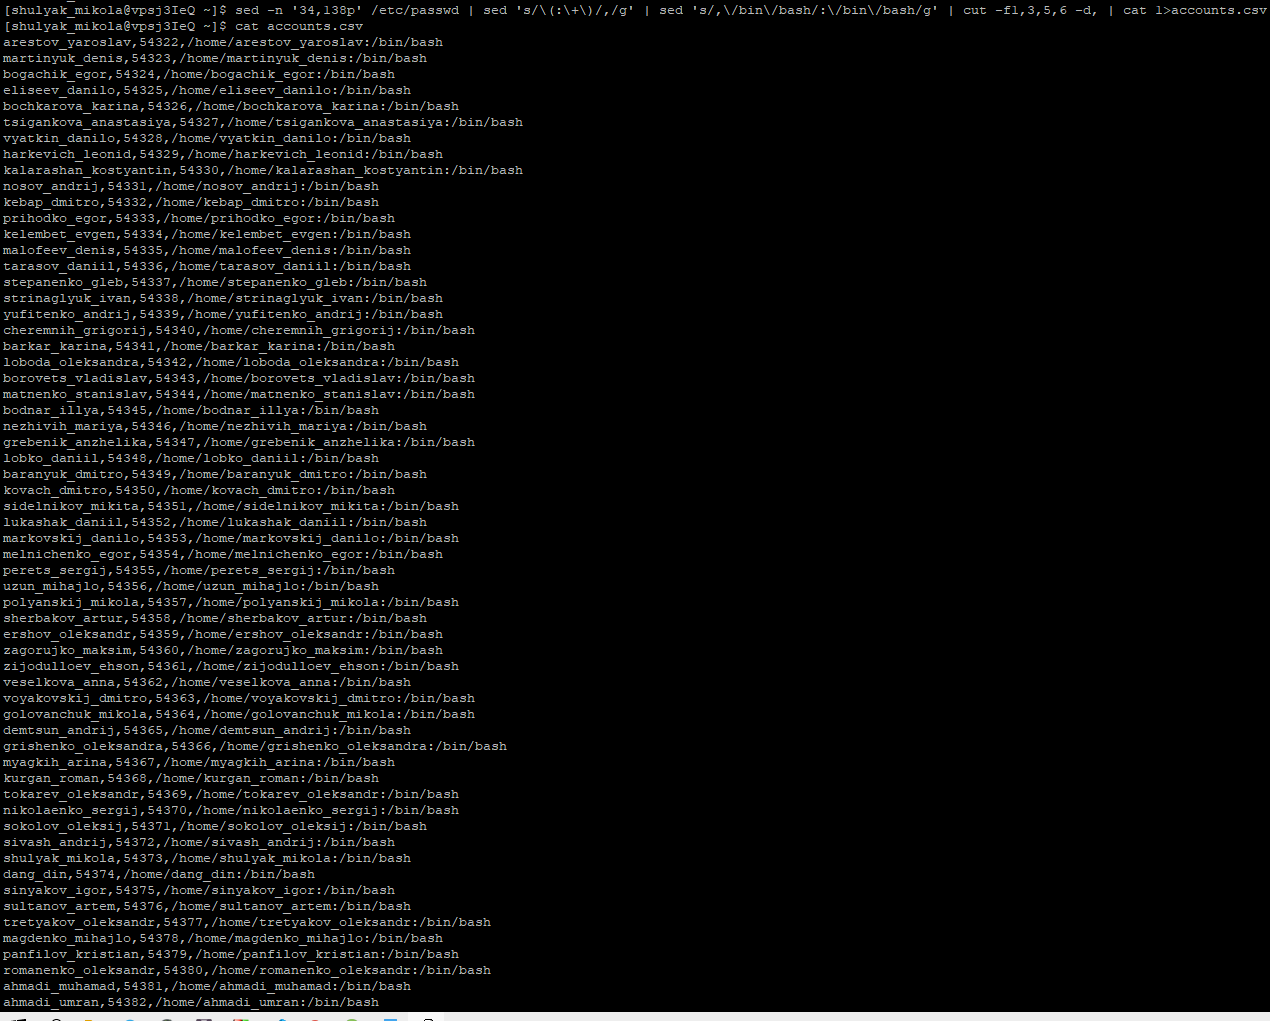 [shulyak_mikola@vpsj3IeQ ~]$ sed -n '34,138p' /etc/passwd | sed 's/\(:\+\)/,/g' | sed 's/,\/bin\/bash/:\/bin\/bash/g' | cut -f1,3,5,6 -d, | cat 1>accounts.csv
[shulyak_mikola@vpsj3IeQ ~]$ cat accounts.csv
arestov_yaroslav,54322,/home/arestov_yaroslav:/bin/bash
martinyuk_denis,54323,/home/martinyuk_denis:/bin/bash
bogachik_egor,54324,/home/bogachik_egor:/bin/bash
eliseev_danilo,54325,/home/eliseev_danilo:/bin/bash
bochkarova_karina,54326,/home/bochkarova_karina:/bin/bash
tsigankova_anastasiya,54327,/home/tsigankova_anastasiya:/bin/bash
vyatkin_danilo,54328,/home/vyatkin_danilo:/bin/bash
harkevich_leonid,54329,/home/harkevich_leonid:/bin/bash
kalarashan_kostyantin,54330,/home/kalarashan_kostyantin:/bin/bash
nosov_andrij,54331,/home/nosov_andrij:/bin/bash
kebap_dmitro,54332,/home/kebap_dmitro:/bin/bash
prihodko_egor,54333,/home/prihodko_egor:/bin/bash
kelembet_evgen,54334,/home/kelembet_evgen:/bin/bash
malofeev_denis,54335,/home/malofeev_denis:/bin/bash
tarasov_daniil,54336,/home/tarasov_daniil:/bin/bash
stepanenko_gleb,54337,/home/stepanenko_gleb:/bin/bash
strinaglyuk_ivan,54338,/home/strinaglyuk_ivan:/bin/bash
yufitenko_andrij,54339,/home/yufitenko_andrij:/bin/bash
cheremnih_grigorij,54340,/home/cheremnih_grigorij:/bin/bash
barkar_karina,54341,/home/barkar_karina:/bin/bash
loboda_oleksandra,54342,/home/loboda_oleksandra:/bin/bash
borovets_vladislav,54343,/home/borovets_vladislav:/bin/bash
matnenko_stanislav,54344,/home/matnenko_stanislav:/bin/bash
bodnar_illya,54345,/home/bodnar_illya:/bin/bash
nezhivih_mariya,54346,/home/nezhivih_mariya:/bin/bash
grebenik_anzhelika,54347,/home/grebenik_anzhelika:/bin/bash
lobko_daniil,54348,/home/lobko_daniil:/bin/bash
baranyuk_dmitro,54349,/home/baranyuk_dmitro:/bin/bash
kovach_dmitro,54350,/home/kovach_dmitro:/bin/bash
sidelnikov_mikita,54351,/home/sidelnikov_mikita:/bin/bash
lukashak_daniil,54352,/home/lukashak_daniil:/bin/bash
markovskij_danilo,54353,/home/markovskij_danilo:/bin/bash
melnichenko_egor,54354,/home/melnichenko_egor:/bin/bash
perets_sergij,54355,/home/perets_sergij:/bin/bash
uzun_mihajlo,54356,/home/uzun_mihajlo:/bin/bash
polyanskij_mikola,54357,/home/polyanskij_mikola:/bin/bash
sherbakov_artur,54358,/home/sherbakov_artur:/bin/bash
ershov_oleksandr,54359,/home/ershov_oleksandr:/bin/bash
zagorujko_maksim,54360,/home/zagorujko_maksim:/bin/bash
zijodulloev_ehson,54361,/home/zijodulloev_ehson:/bin/bash
veselkova_anna,54362,/home/veselkova_anna:/bin/bash
voyakovskij_dmitro,54363,/home/voyakovskij_dmitro:/bin/bash
golovanchuk_mikola,54364,/home/golovanchuk_mikola:/bin/bash
demtsun_andrij,54365,/home/demtsun_andrij:/bin/bash
grishenko_oleksandra,54366,/home/grishenko_oleksandra:/bin/bash
myagkih_arina,54367,/home/myagkih_arina:/bin/bash
kurgan_roman,54368,/home/kurgan_roman:/bin/bash
tokarev_oleksandr,54369,/home/tokarev_oleksandr:/bin/bash
nikolaenko_sergij,54370,/home/nikolaenko_sergij:/bin/bash
sokolov_oleksij,54371,/home/sokolov_oleksij:/bin/bash
sivash_andrij,54372,/home/sivash_andrij:/bin/bash
shulyak_mikola,54373,/home/shulyak_mikola:/bin/bash
dang_din,54374,/home/dang_din:/bin/bash
sinyakov_igor,54375,/home/sinyakov_igor:/bin/bash
sultanov_artem,54376,/home/sultanov_artem:/bin/bash
tretyakov_oleksandr,54377,/home/tretyakov_oleksandr:/bin/bash
magdenko_mihajlo,54378,/home/magdenko_mihajlo:/bin/bash
panfilov_kristian,54379,/home/panfilov_kristian:/bin/bash
romanenko_oleksandr,54380,/home/romanenko_oleksandr:/bin/bash
ahmadi_muhamad,54381,/home/ahmadi_muhamad:/bin/bash
ahmadi_umran,54382,/home/ahmadi_umran:/bin/bash